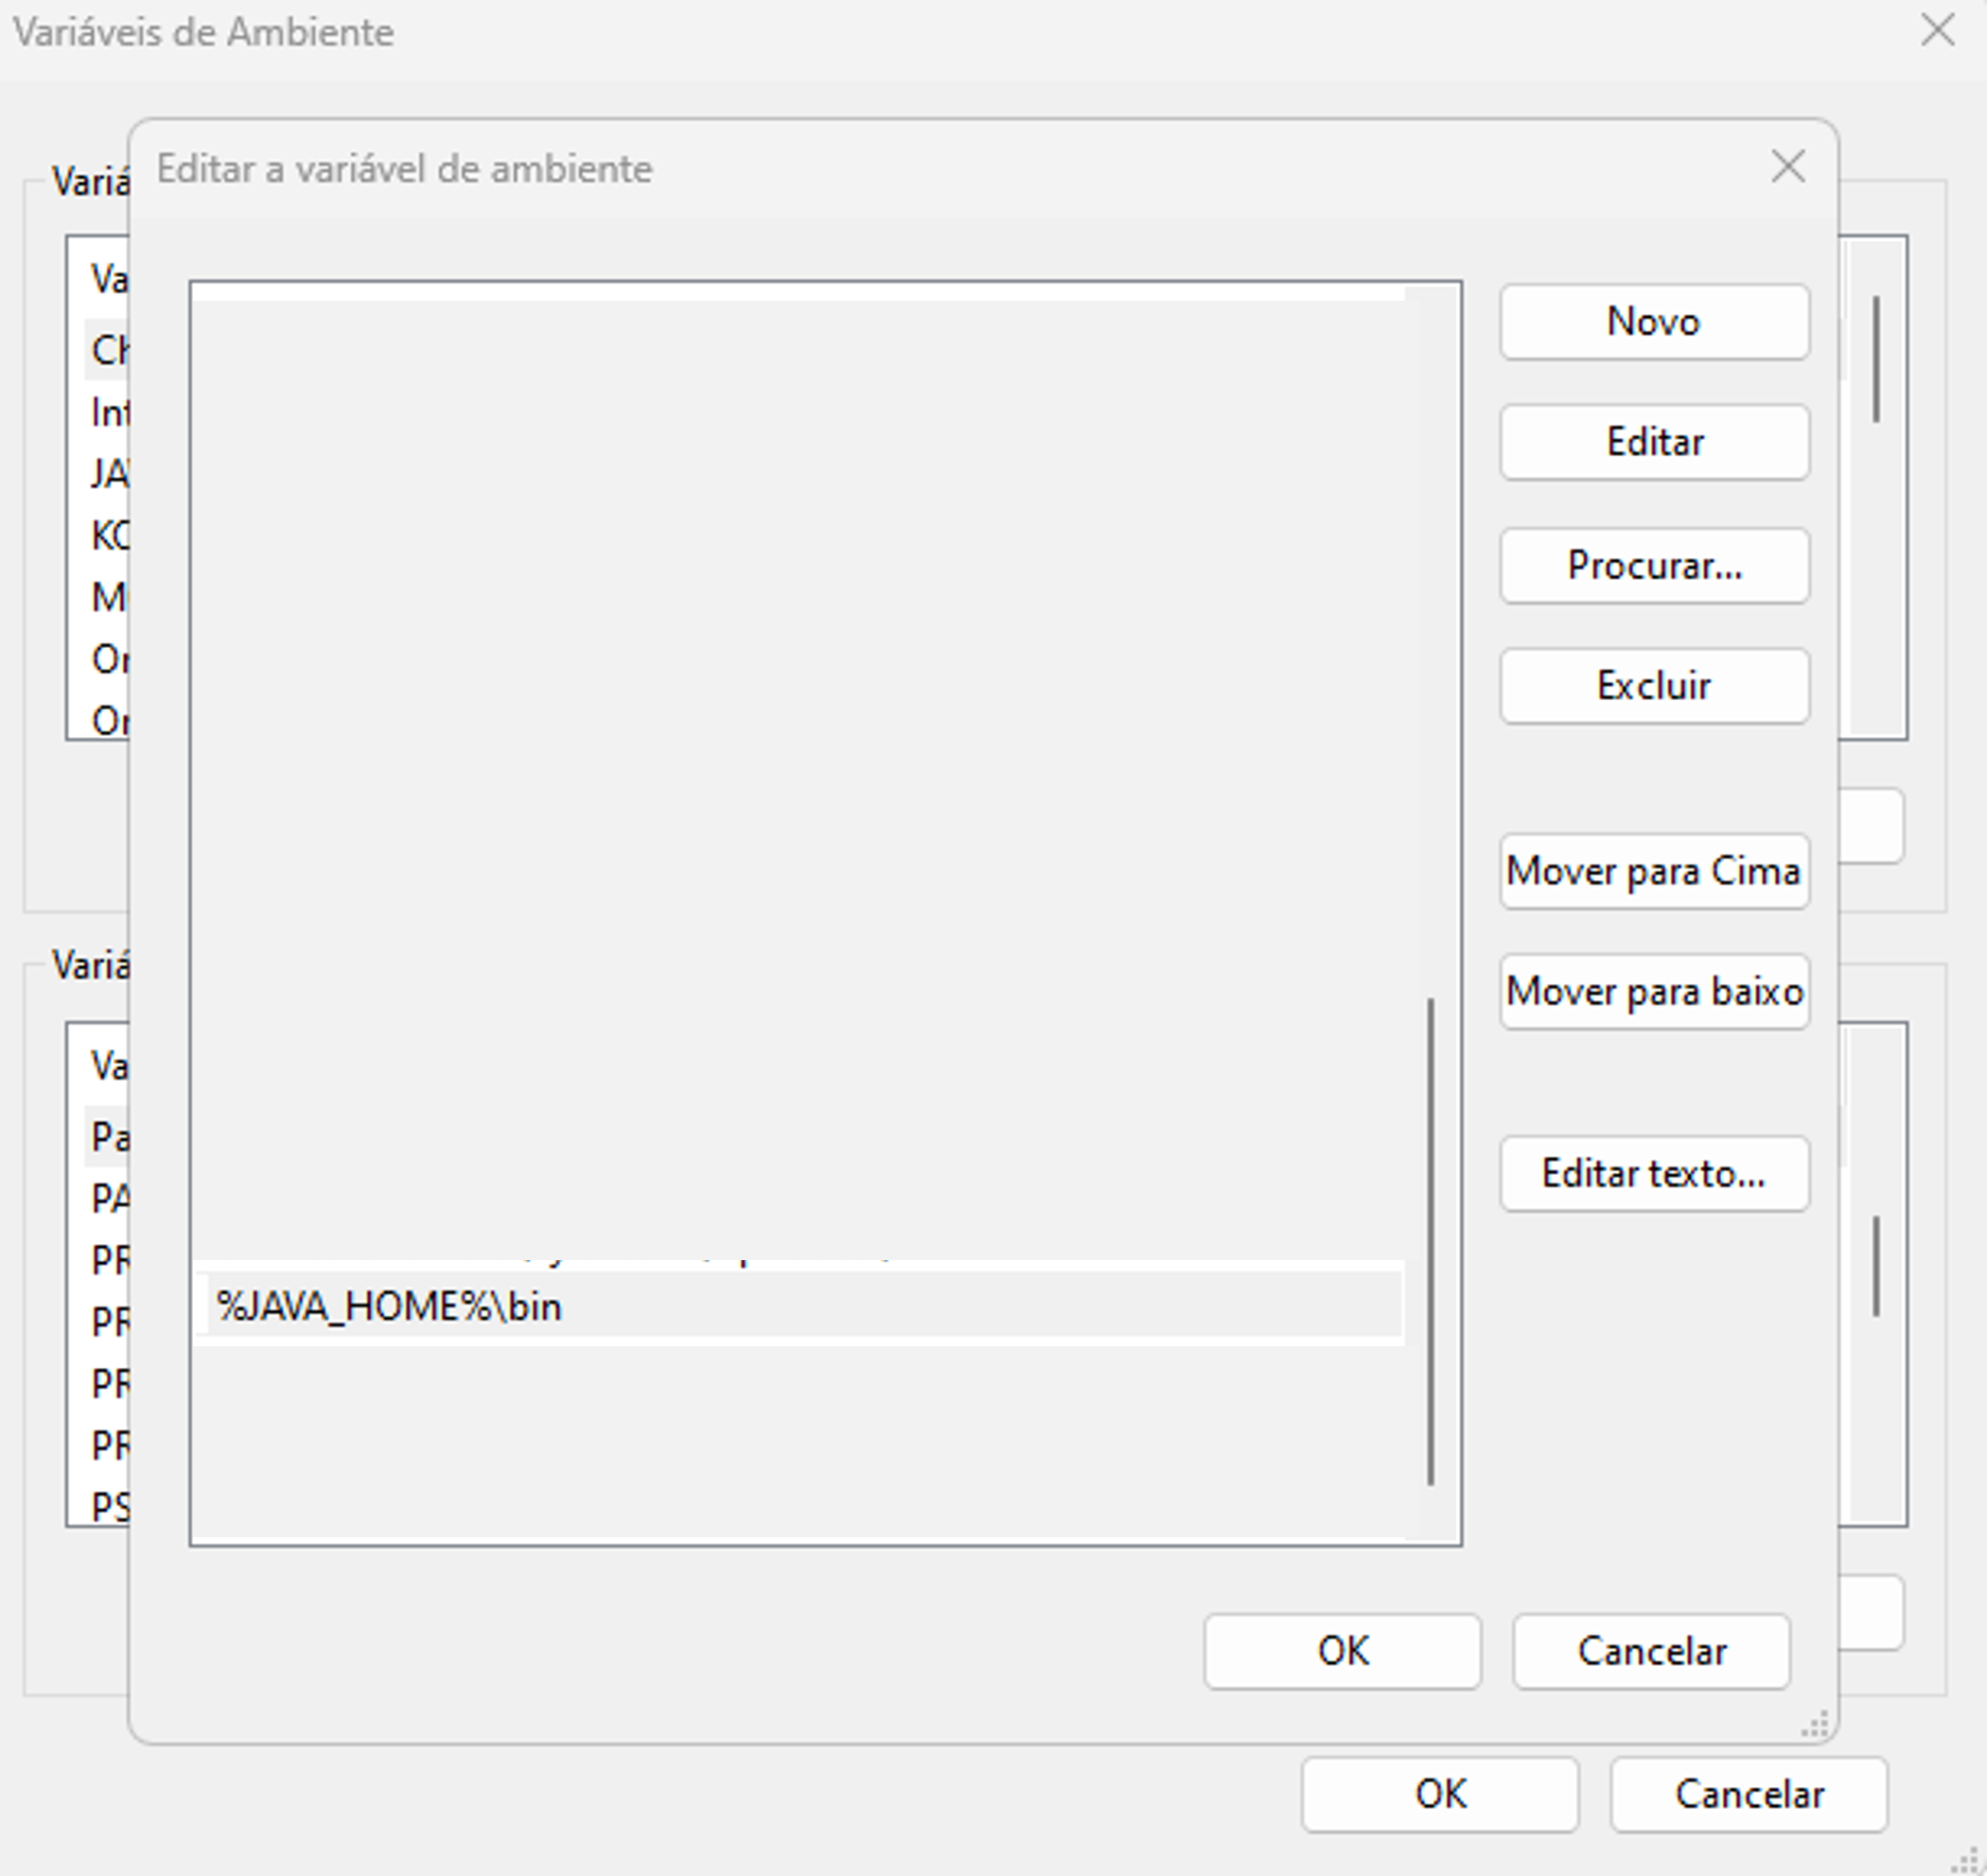 Variáveis de Ambiente
Editar a variável de ambiente
Variá
Va
Ch
Int
JA
KO
Or
Or
Novo
Editar
Procurar...
Excluir
Mover para Cima
Mover para baixo
Editar texto...
Variá
Va
Pa
PA
PR
PR
PR
PR
PS
%JAVA_HOME%\bin
OK
Cancelar
OK
Cancelar